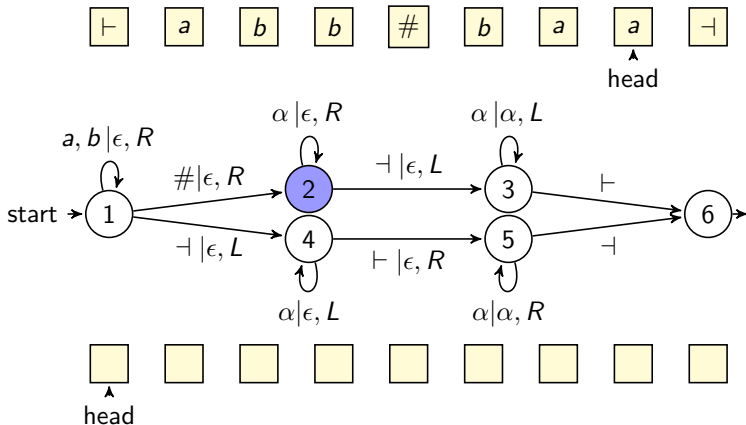 ⊢ a b b # b a a ⊣
head
a, b |ϵ, R
α |ϵ, R
α |α, L
#|ϵ, R
⊣ |ϵ, L
⊢
2
3
start
1
6
4
5
⊣ |ϵ, L
⊢ |ϵ, R
⊣
α|ϵ, L
α|α, R
head